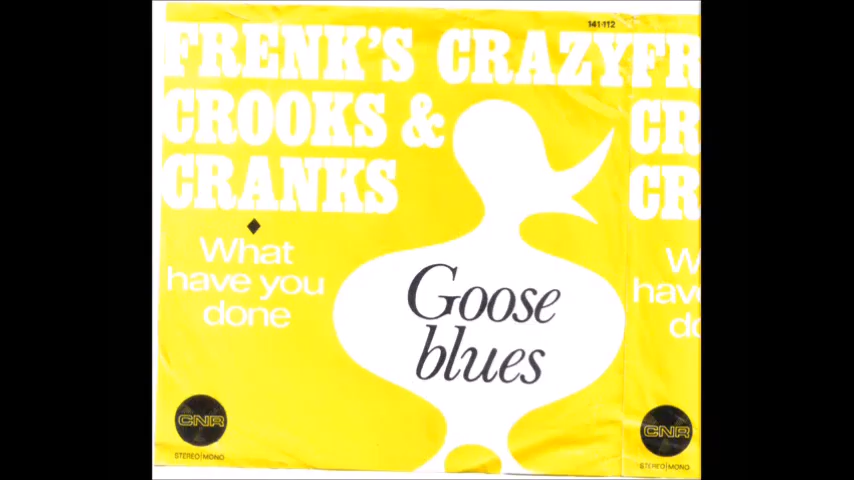 141-112
FRENK'S CRAZY
CROOKS &
CRANKS
What
have you
done
Goose
blues
CNR
STEREO|MONO
FR
CR
CR
W
hav
do
CNR
STEREO|MONO